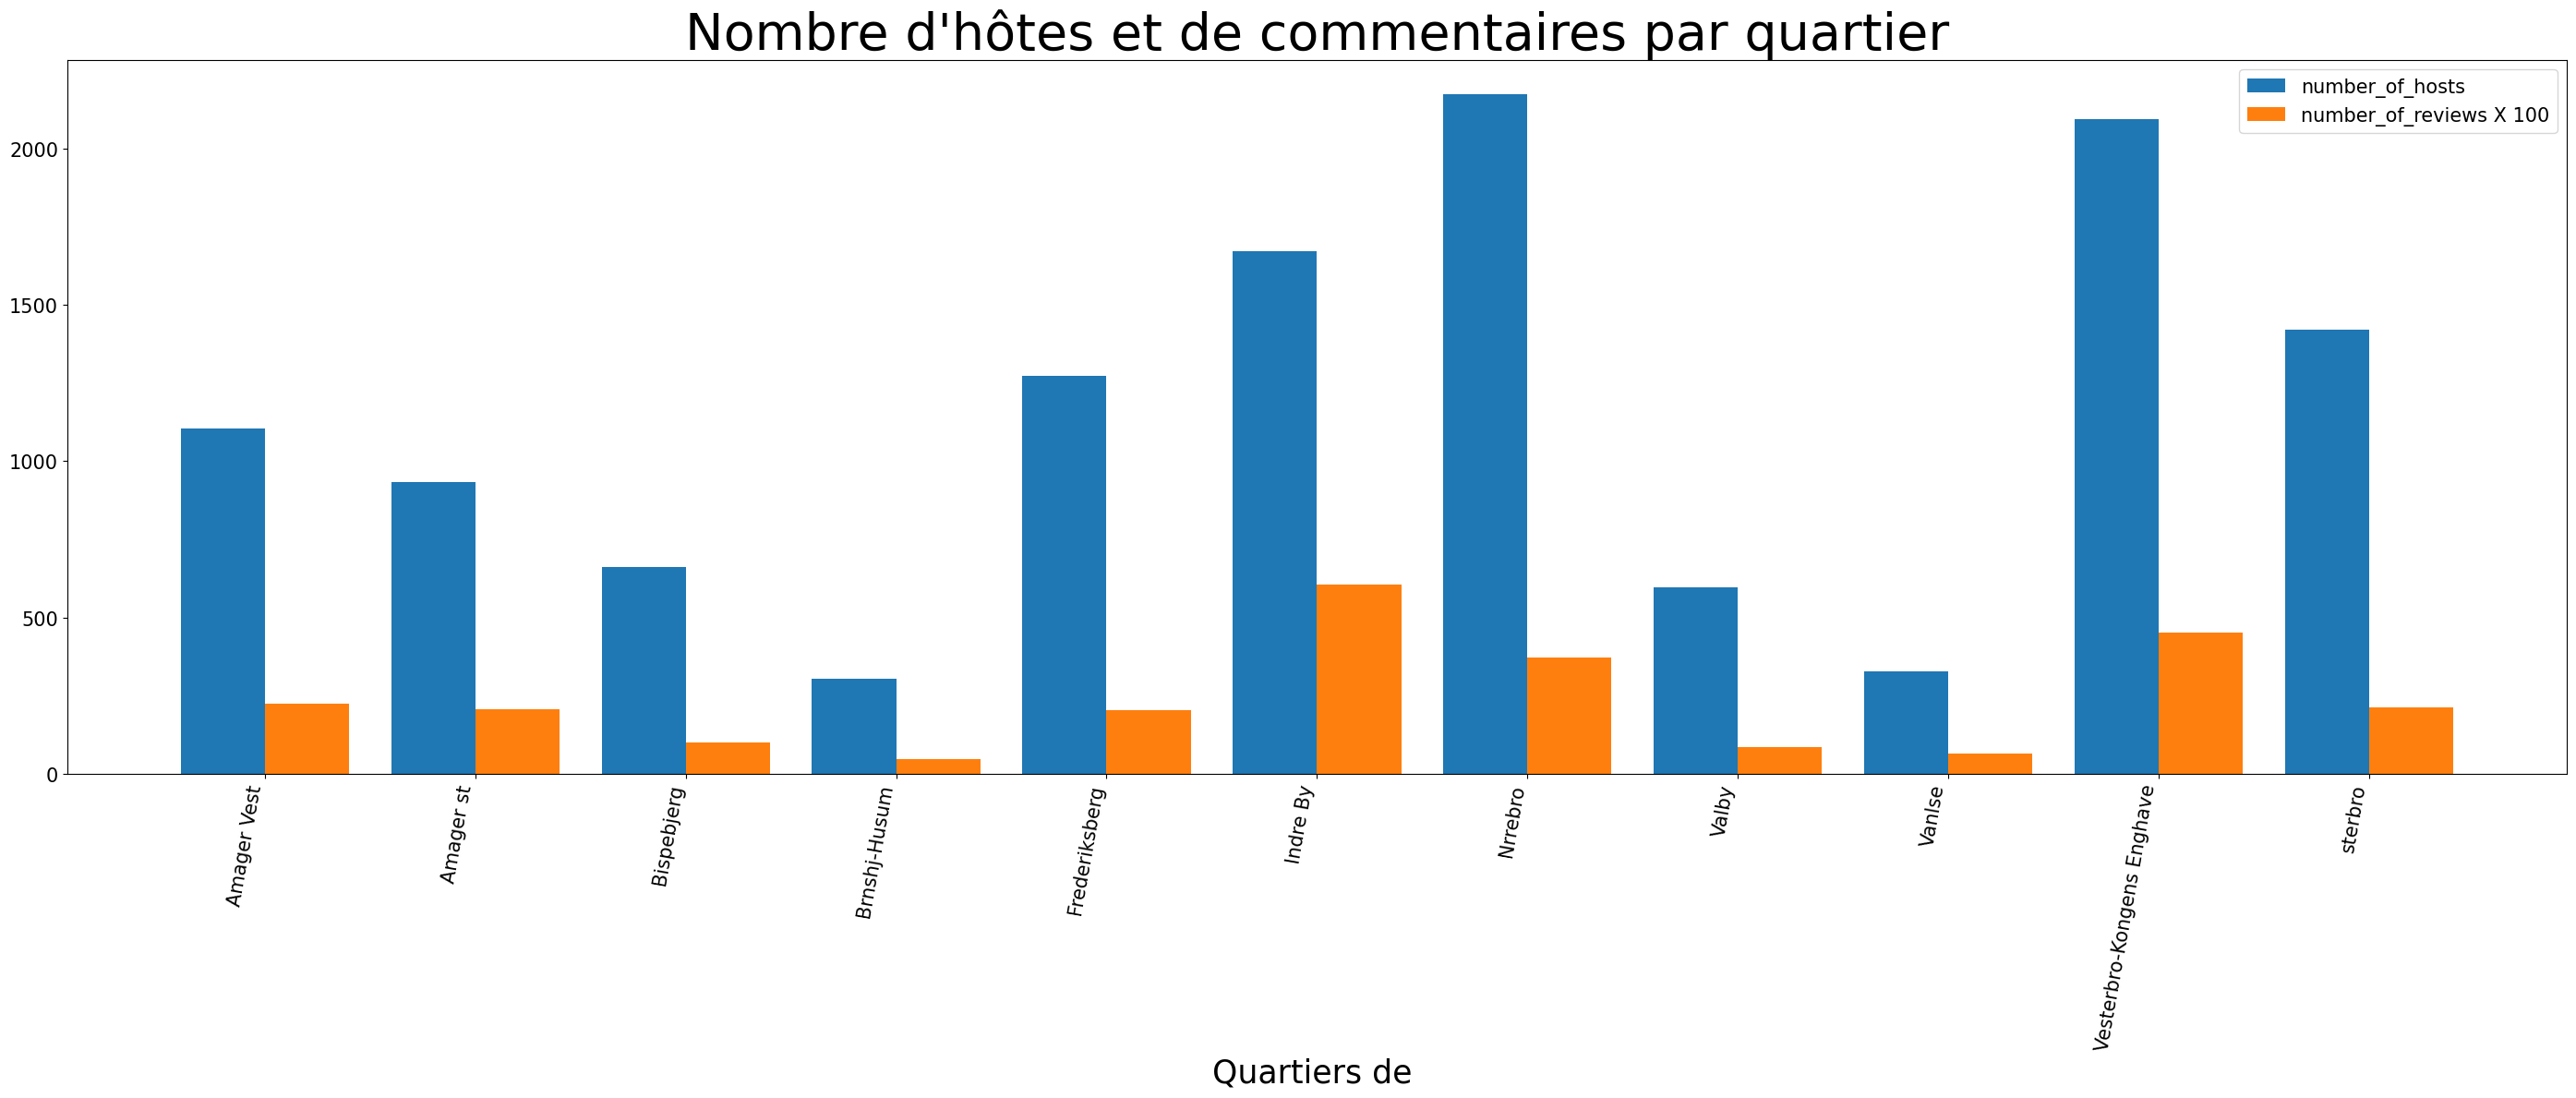 Nombre d'hôtes et de commentaires par quartier
number_of_hosts
number_of_reviews X 100
2000
1500
1000
500
0
Amager Vest
Amager st
Bispebjerg
Brnshj-Husum
Frederiksberg
Indre By
Nrrebro
Valby
Vanlse
Vesterbro-Kongens Enghave
sterbro
Quartiers de